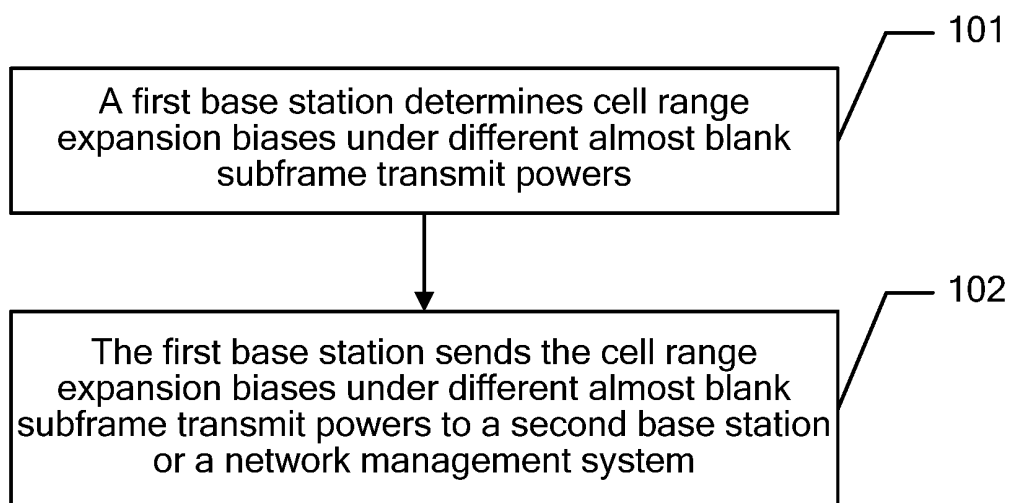 101
A first base station determines cell range
expansion biases under different almost blank
subframe transmit powers
102
The first base station sends the cell range
expansion biases under different almost blank
subframe transmit powers to a second base station
or a network management system